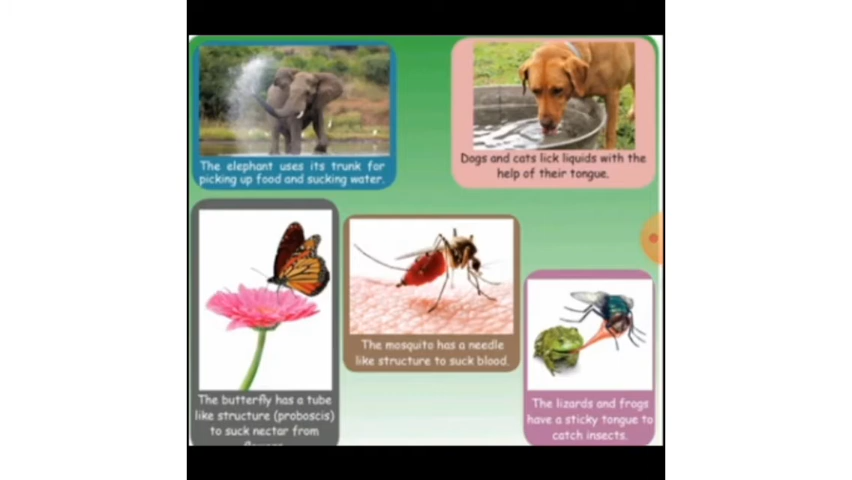 The elephant uses its trunk for
picking up food and sucking water.
Dogs and cats lick liquids with the
help of their tongue.
The butterfly has a tube
like structure (proboscis)
to suck nectar from
The mosquito has a needle
like structure to suck blood.
The lizards and frogs
have a sticky tongue to
catch insects.